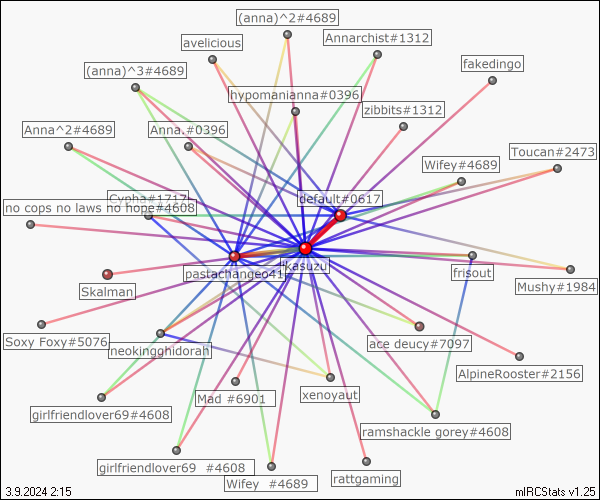 (anna)^2#4689
Annarchist#1312
avelicious
fakedingo
(anna)^3#4689
hypomanianna#0396
zibbits#1312
Anna^2#4689
Anna.#0396
Toucan#2473
Wifey#4689
Cypha#1717
default#0617
no cops no laws no nope#4608
kasuzu
pastachangeo41
frisout
Skalman
Mushy#1984
Soxy Foxy#5076
ace deucy#7097
neokingghidorah
AlpineRooster#2156
xenoyaut
Mad #6901
girlfriendlover69#4608
ramshackle gorey#4608
girlfriendlover69 #4608
rattgaming
Wifey #4689
3.9.2024 2:15
mIRCStats v1.25